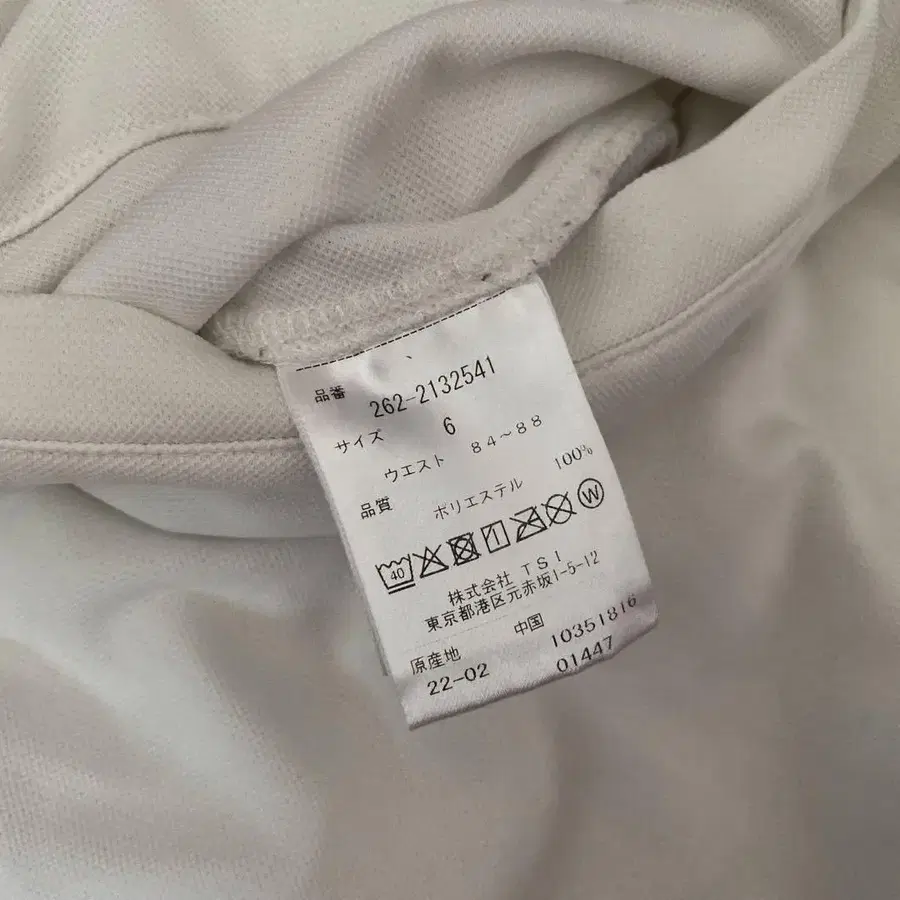 品番 262-2132541
サイズ 6
ウエスト 84~88
品質 ポリエステル 100%
40 W
株式会社 TSI
東京都港区元赤坂1-5-12
原産地 中国 10351816
22-02 01447